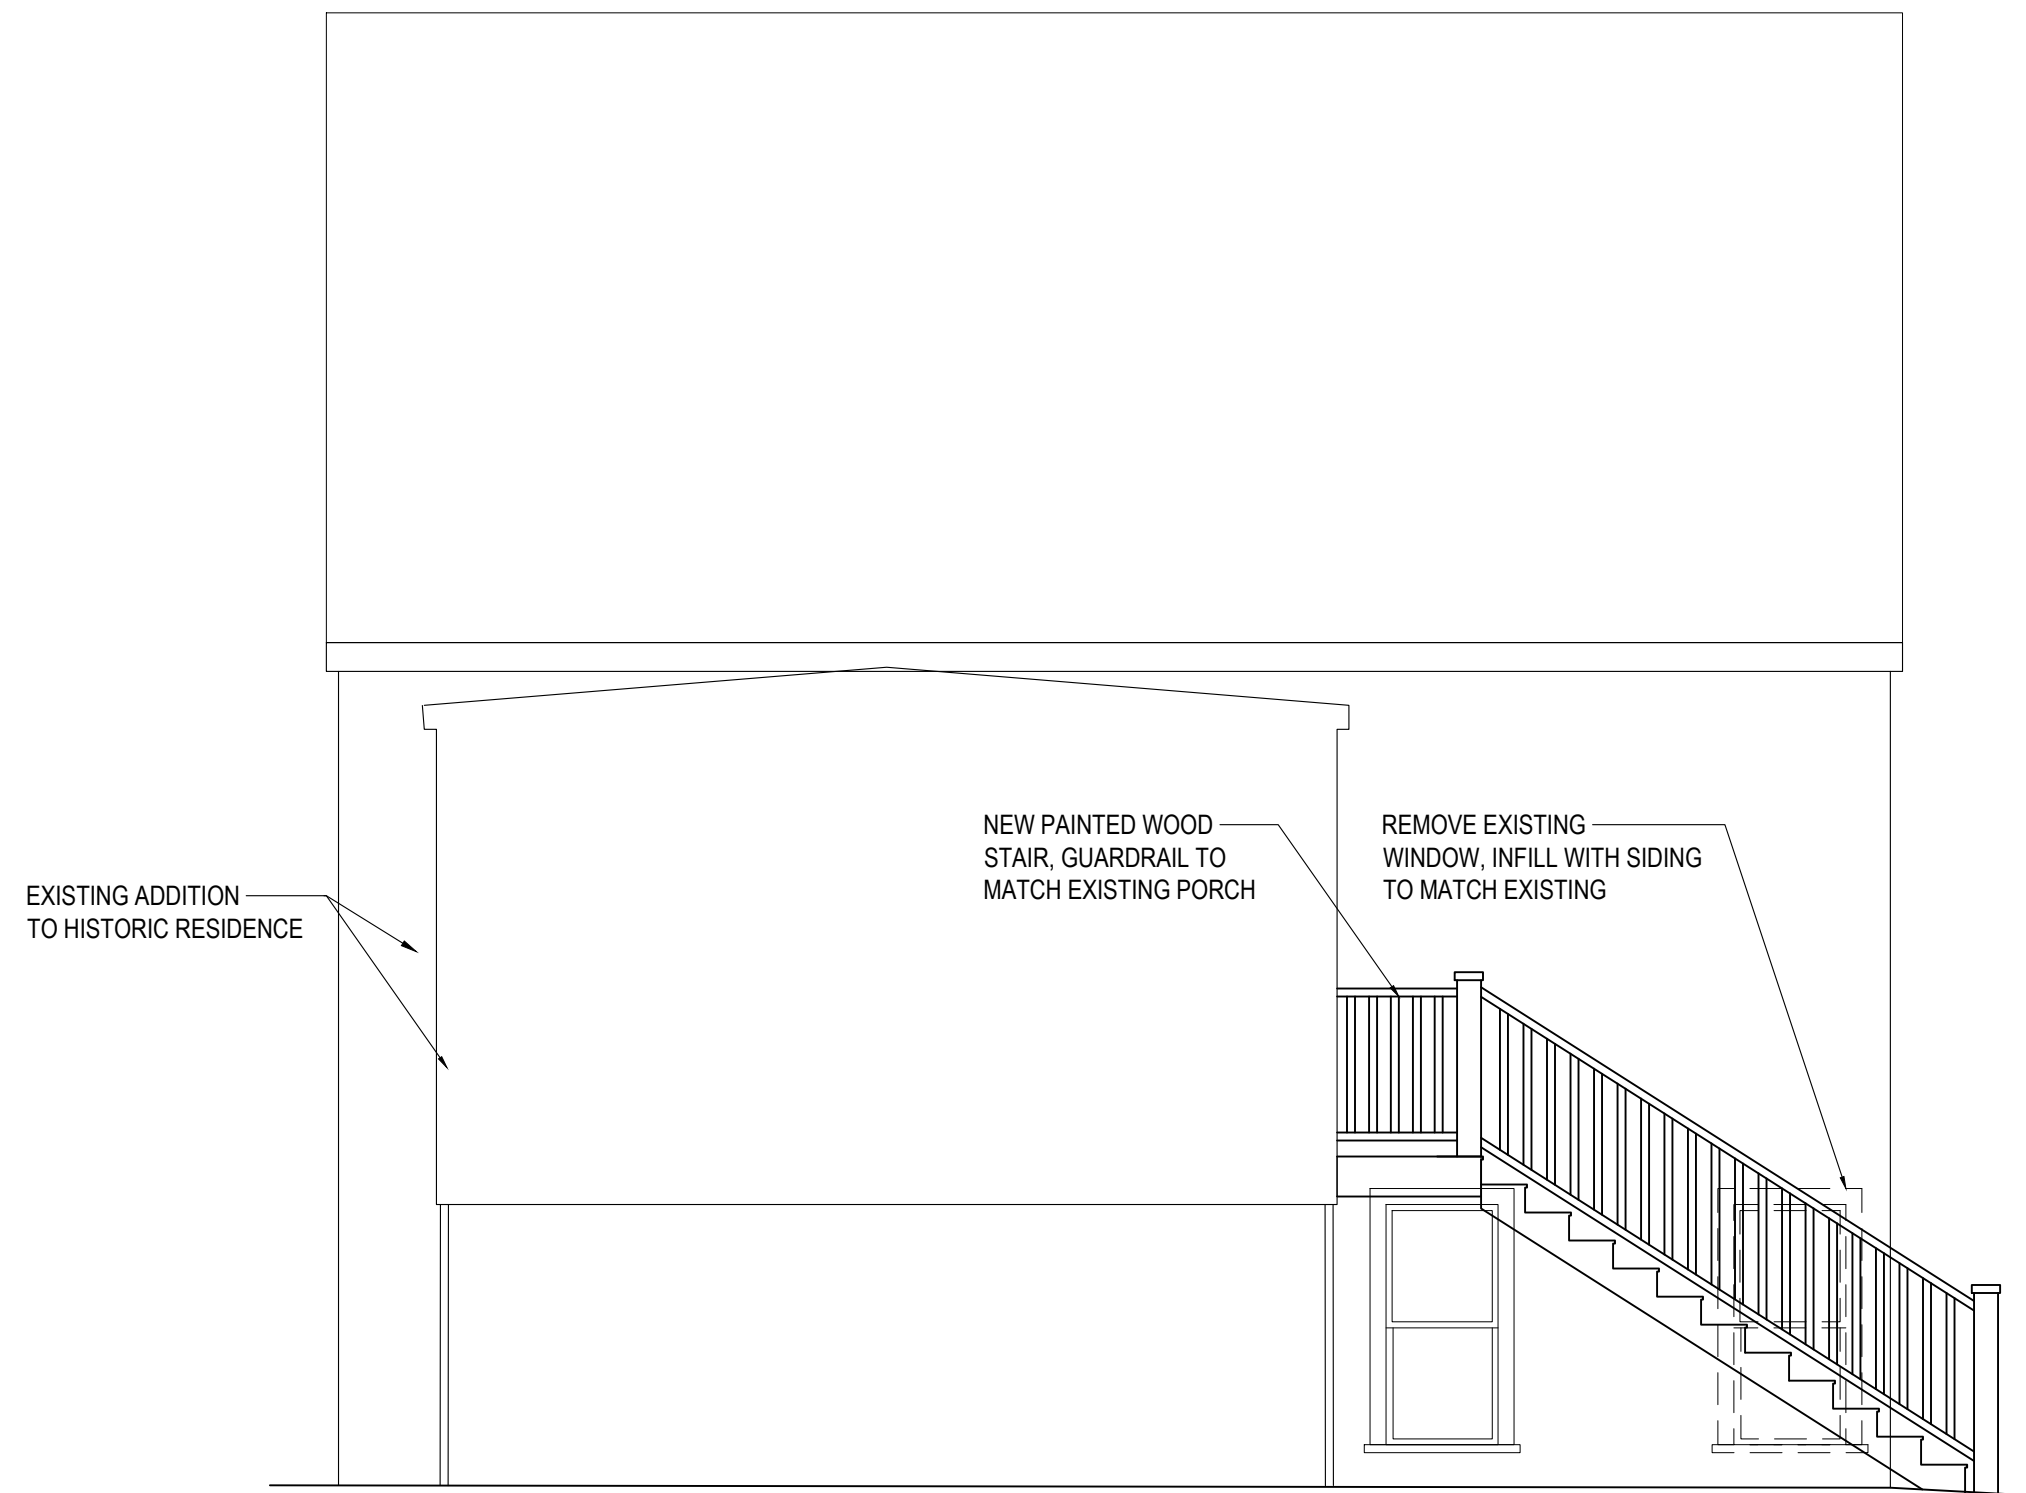 NEW PAINTED WOOD
STAIR, GUARDRAIL TO
MATCH EXISTING PORCH
REMOVE EXISTING
WINDOW, INFILL WITH SIDING
TO MATCH EXISTING
EXISTING ADDITION
TO HISTORIC RESIDENCE